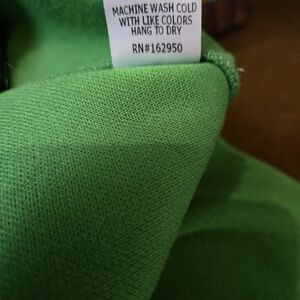 MACHINE WASH COLD
WITH LIKE COLORS
HANG TO DRY
RN#162950